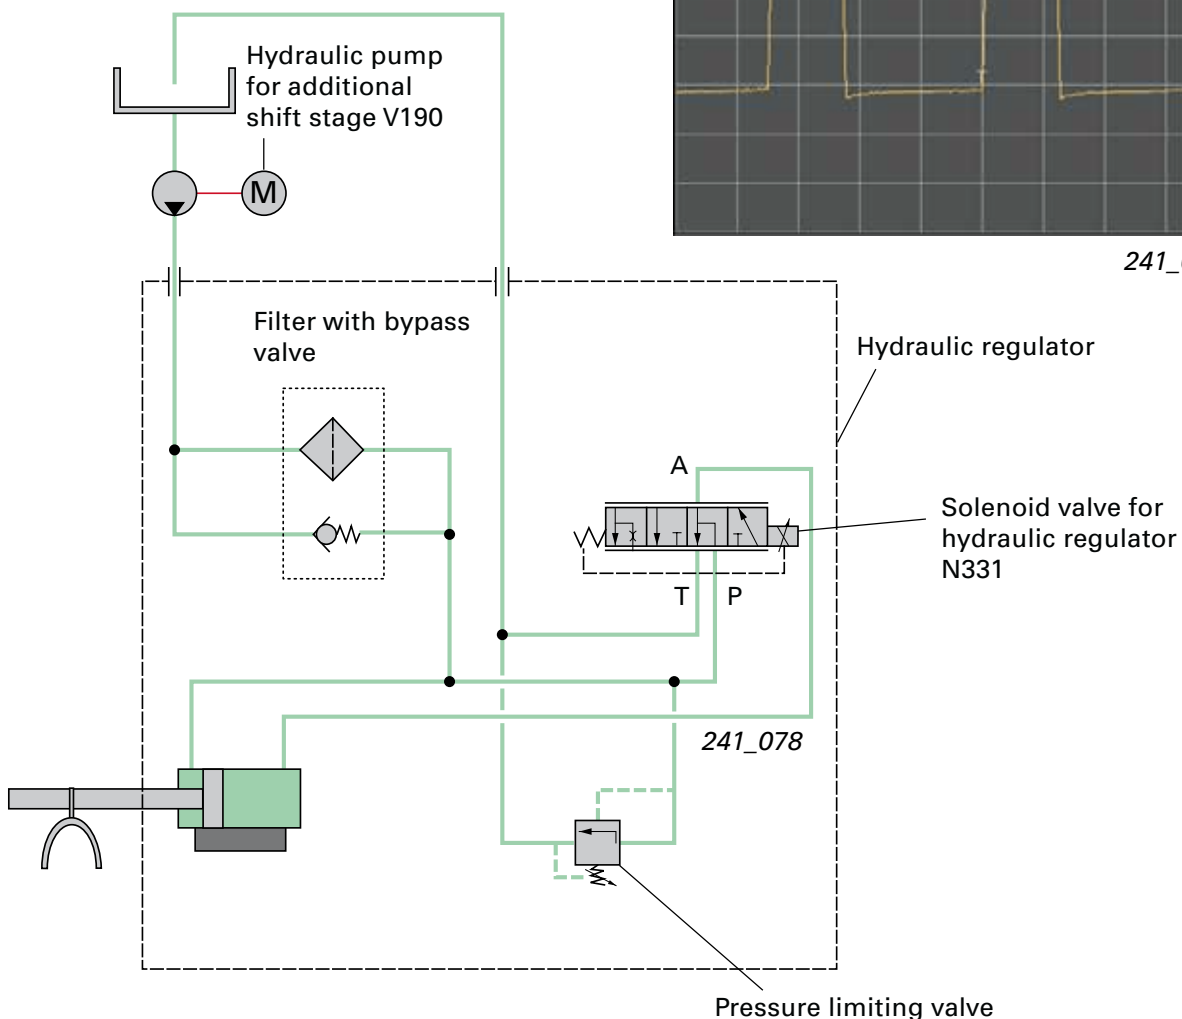 Hydraulic pump
for additional
shift stage V190
M
241_
Filter with bypass
valve
Hydraulic regulator
A
Solenoid valve for
hydraulic regulator
N331
T
P
241_078
Pressure limiting valve